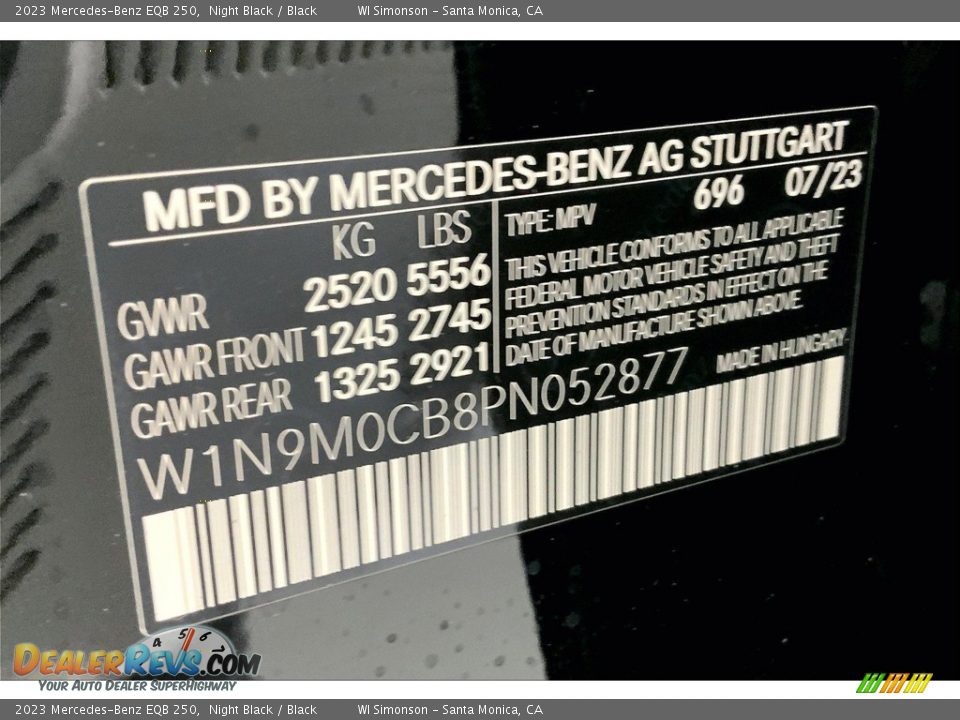 2023 Mercedes-Benz EQB 250, Night Black / Black WI Simonson - Santa Monica, CA
MFD BY MERCEDES-BENZ AG STUTTGART
KG LBS
GVWR 2520 5556
GAWR FRONT 1245 2745
GAWR REAR 1325 2921
TYPE: MPV 696 07/23
THIS VEHICLE CONFORMS TO ALL APPLICABLE
FEDERAL MOTOR VEHICLE SAFETY AND THEFT
PREVENTION STANDARDS IN EFFECT ON THE
DATE OF MANUFACTURE SHOWN ABOVE.
W1N9M0CB8PN052877 MADE IN HUNGARY
4 5 6
DEALERREVS.COM
YOUR AUTO DEALER SUPERHIGHWAY
2023 Mercedes-Benz EQB 250, Night Black / Black WI Simonson - Santa Monica, CA